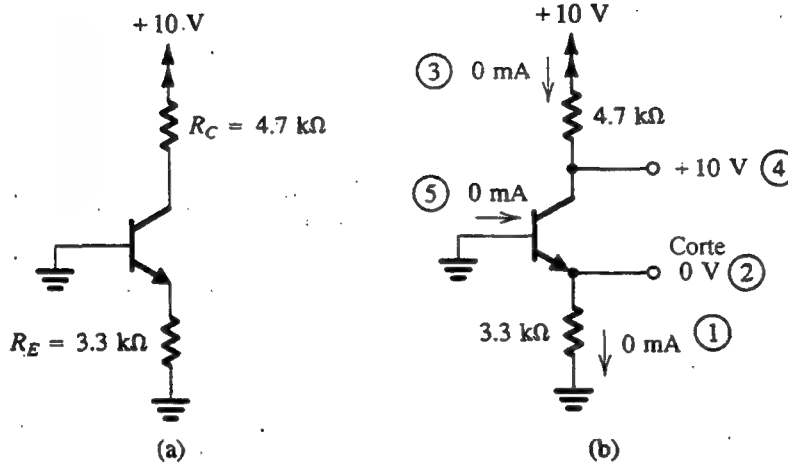 +10 V
R_C = 4.7 kΩ
R_E = 3.3 kΩ
(a)
+10 V
③ 0 mA
4.7 kΩ
+10 V ④
⑤ 0 mA
Corte
0 V ②
3.3 kΩ
0 mA ①
(b)